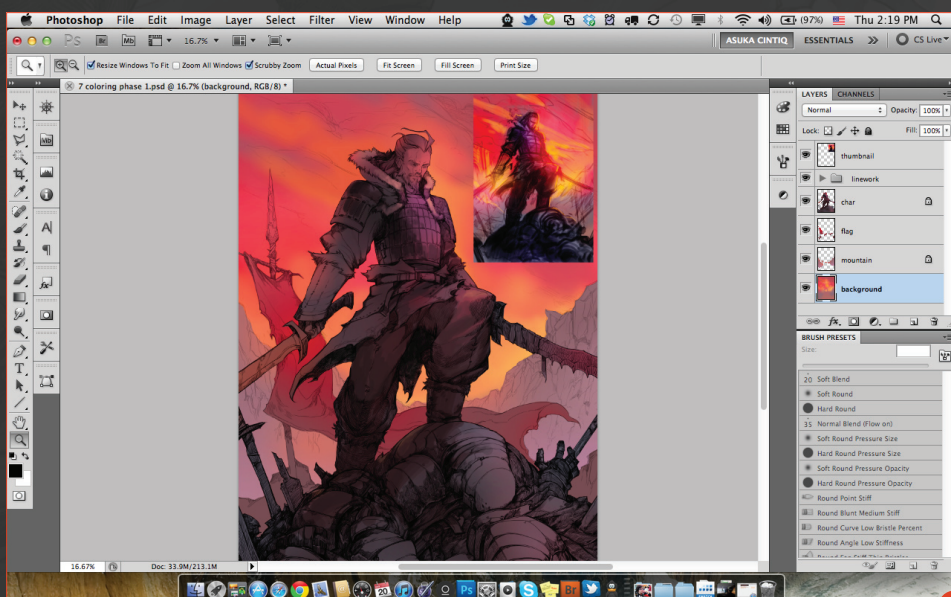 Photoshop File Edit Image Layer Select Filter View Window Help (97%) Thu 2:19 PM
PS Br Mb 16.7% ASUKA CINTIQ ESSENTIALS >> CS Live
Resize Windows To Fit Zoom All Windows Scrubby Zoom Actual Pixels Fit Screen Fill Screen Print Size
7 coloring phase 1.psd @ 16.7% (background, RGB/8) *
LAYERS CHANNELS
Normal Opacity: 100%
Lock: Fill: 100%
thumbnail
linework
char
flag
mountain
background
BRUSH PRESETS
Size:
20 Soft Blend
Soft Round
Hard Round
35 Normal Blend (Flow on)
Soft Round Pressure Size
Hard Round Pressure Size
Soft Round Pressure Opacity
Hard Round Pressure Opacity
Round Point Stiff
Round Blunt Medium Stiff
Round Curve Low Bristle Percent
Round Angle Low Stiffness
16.67% Doc: 33.9M/213.1M
20 Ps S Br